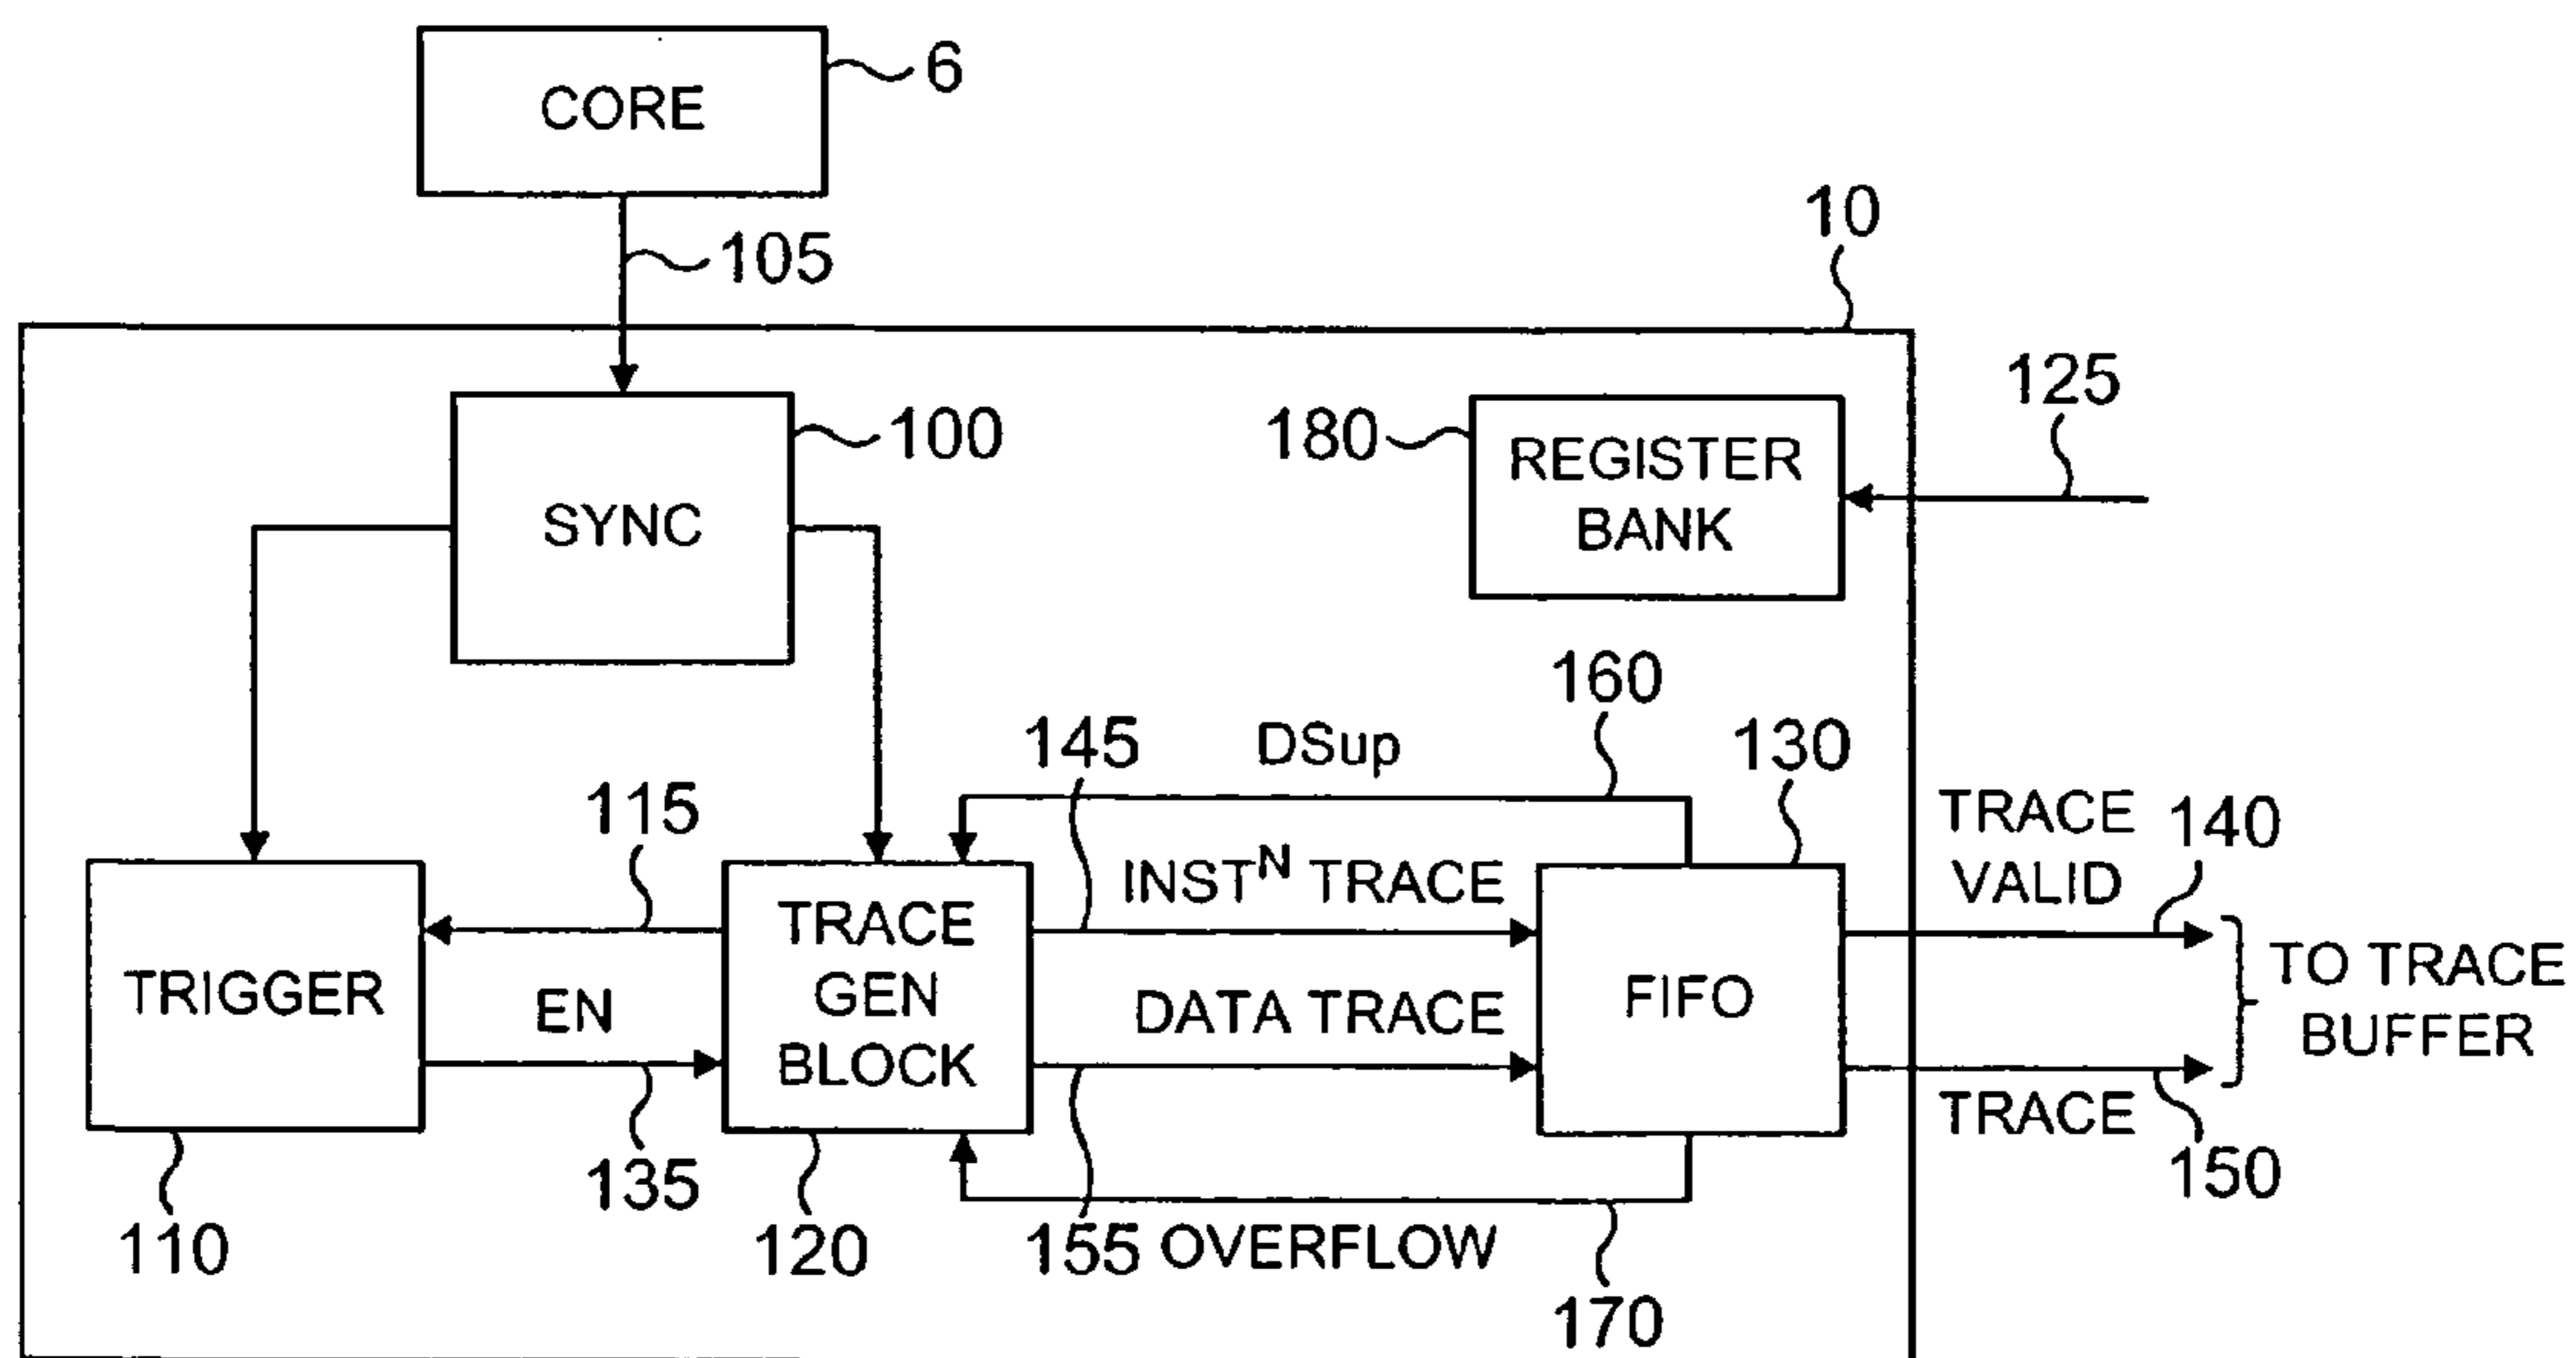 CORE
6
105
10
125
SYNC
100
180
REGISTER
BANK
160
DSup
145
130
115
INSTᴺ TRACE
TRACE
VALID
140
TRIGGER
EN
TRACE
GEN
BLOCK
DATA TRACE
FIFO
TO TRACE
BUFFER
TRACE
150
110
135
120
155
OVERFLOW
170